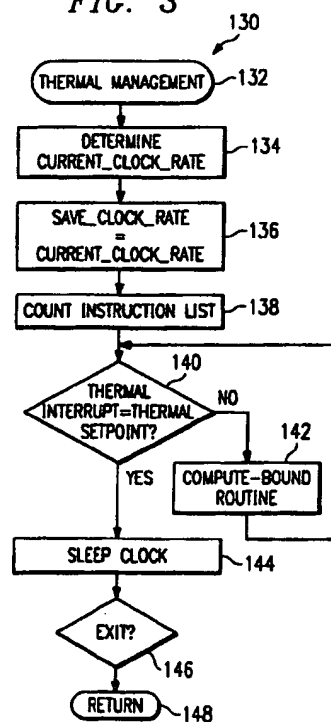 FIG. 3
130
THERMAL MANAGEMENT
132
DETERMINE
CURRENT_CLOCK_RATE
134
SAVE_CLOCK_RATE
=
CURRENT_CLOCK_RATE
136
COUNT INSTRUCTION LIST
138
140
THERMAL
INTERRUPT=THERMAL
SETPOINT?
NO
142
COMPUTE-BOUND
ROUTINE
YES
SLEEP CLOCK
144
EXIT?
146
RETURN
148